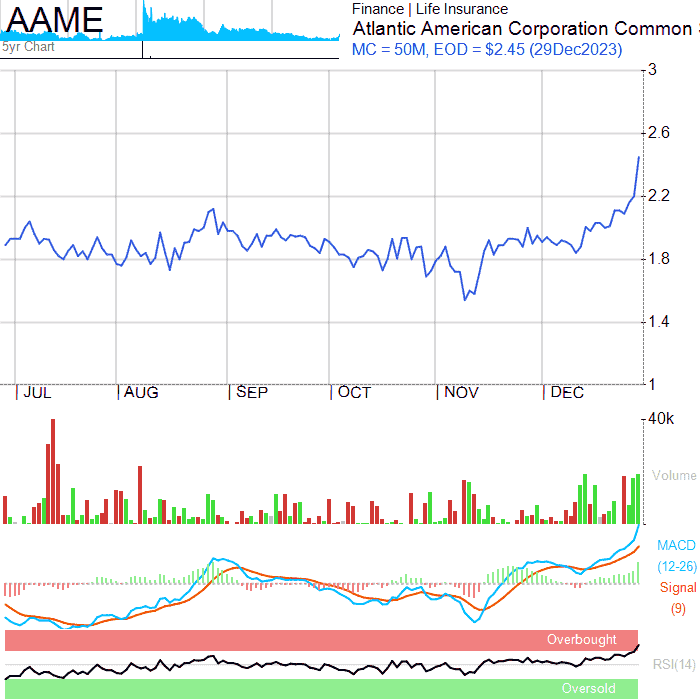 AAME
5yr Chart
Finance | Life Insurance
Atlantic American Corporation Common
MC = 50M, EOD = $2.45 (29Dec2023)
3
2.6
2.2
1.8
1.4
1
JUL AUG SEP OCT NOV DEC
40k
Volume
MACD
(12-26)
Signal
(9)
Overbought
RSI(14)
Oversold